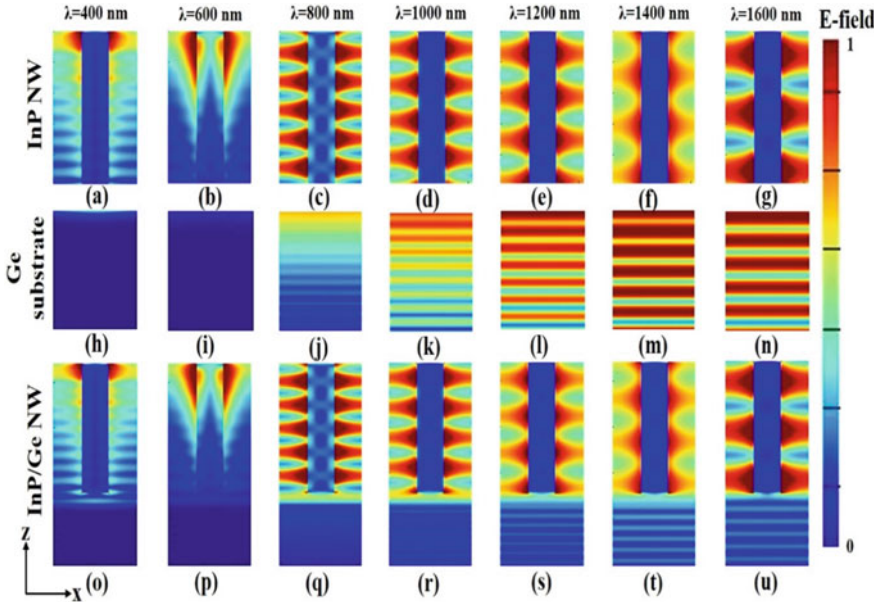 λ=400 nm λ=600 nm λ=800 nm λ=1000 nm λ=1200 nm λ=1400 nm λ=1600 nm E-field
1
InP NW
(a) (b) (c) (d) (e) (f) (g)
Ge
substrate
(h) (i) (j) (k) (l) (m) (n)
InP/Ge NW
Z
X
0
(o) (p) (q) (r) (s) (t) (u)